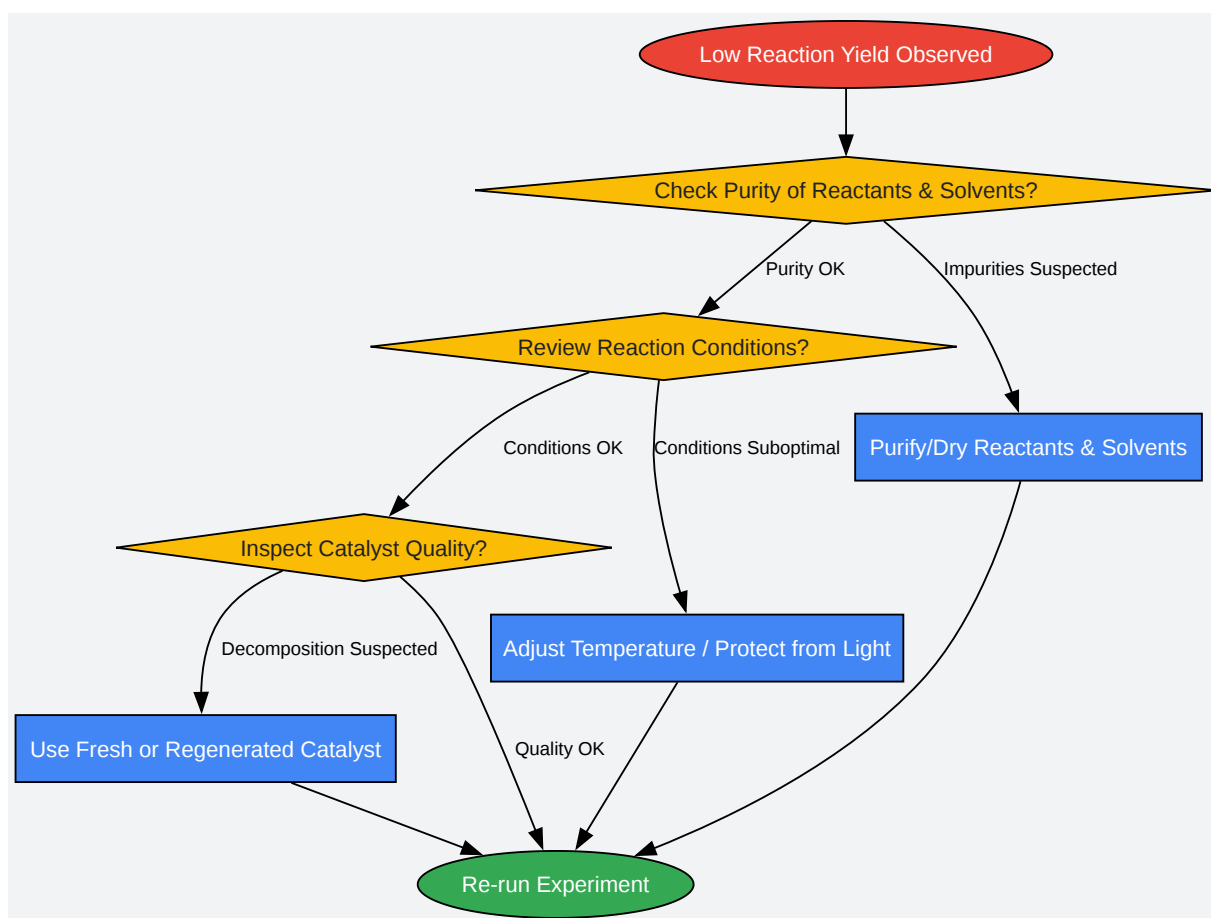 Low Reaction Yield Observed
Check Purity of Reactants & Solvents?
Purity OK
Impurities Suspected
Review Reaction Conditions?
Conditions OK
Conditions Suboptimal
Purify/Dry Reactants & Solvents
Inspect Catalyst Quality?
Decomposition Suspected
Adjust Temperature / Protect from Light
Use Fresh or Regenerated Catalyst
Quality OK
Re-run Experiment